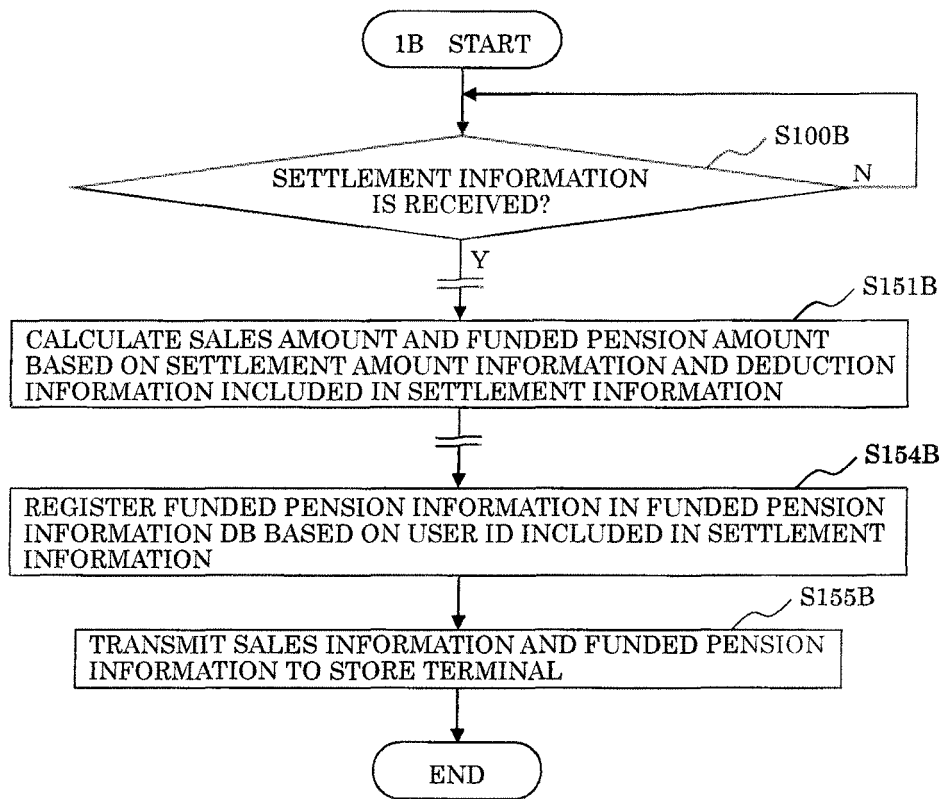 1B START
S100B
SETTLEMENT INFORMATION
IS RECEIVED?
N
Y
S151B
CALCULATE SALES AMOUNT AND FUNDED PENSION AMOUNT
BASED ON SETTLEMENT AMOUNT INFORMATION AND DEDUCTION
INFORMATION INCLUDED IN SETTLEMENT INFORMATION
S154B
REGISTER FUNDED PENSION INFORMATION IN FUNDED PENSION
INFORMATION DB BASED ON USER ID INCLUDED IN SETTLEMENT
INFORMATION
S155B
TRANSMIT SALES INFORMATION AND FUNDED PENSION
INFORMATION TO STORE TERMINAL
END